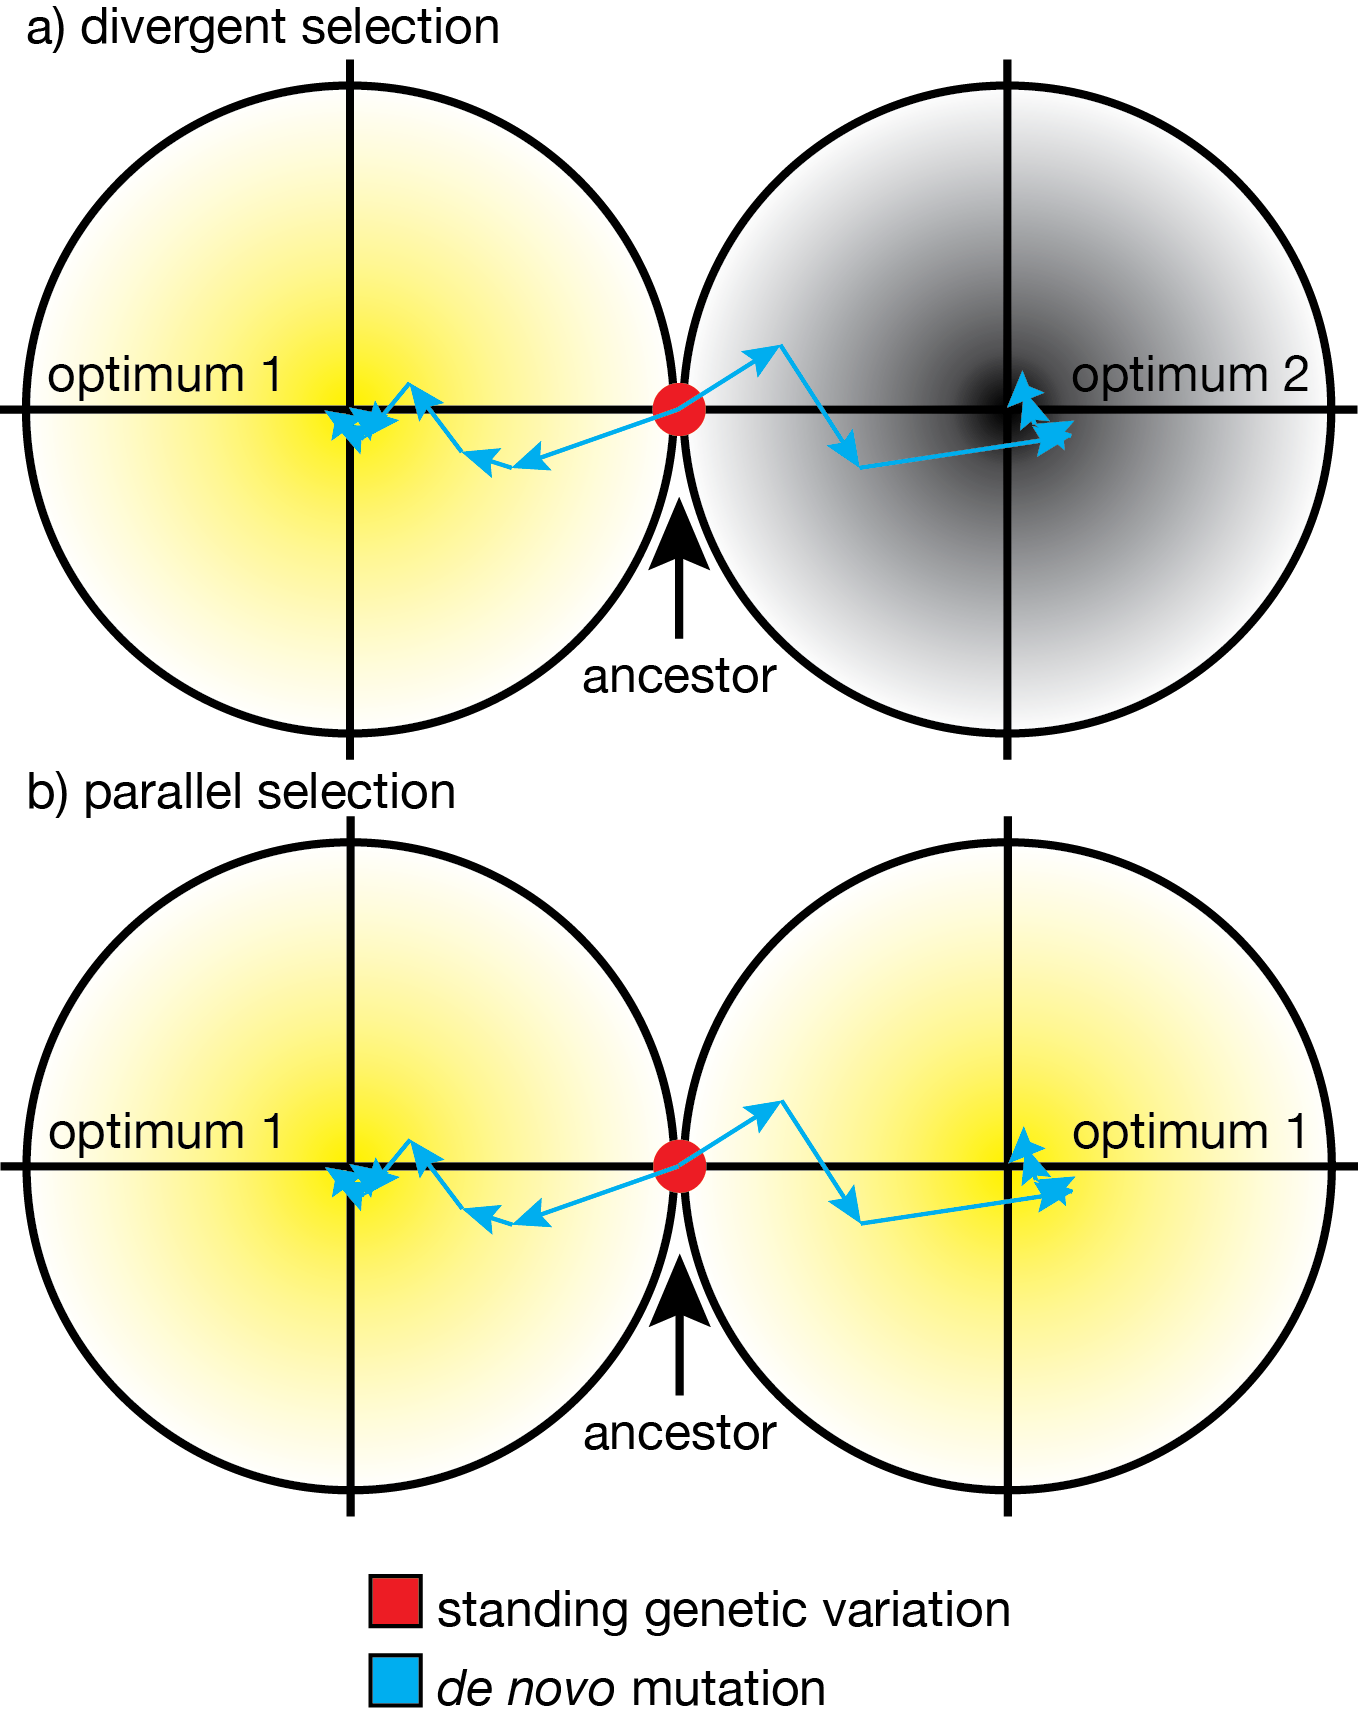 a) divergent selection
optimum 1
optimum 2
ancestor
b) parallel selection
optimum 1
optimum 1
ancestor
standing genetic variation
de novo mutation